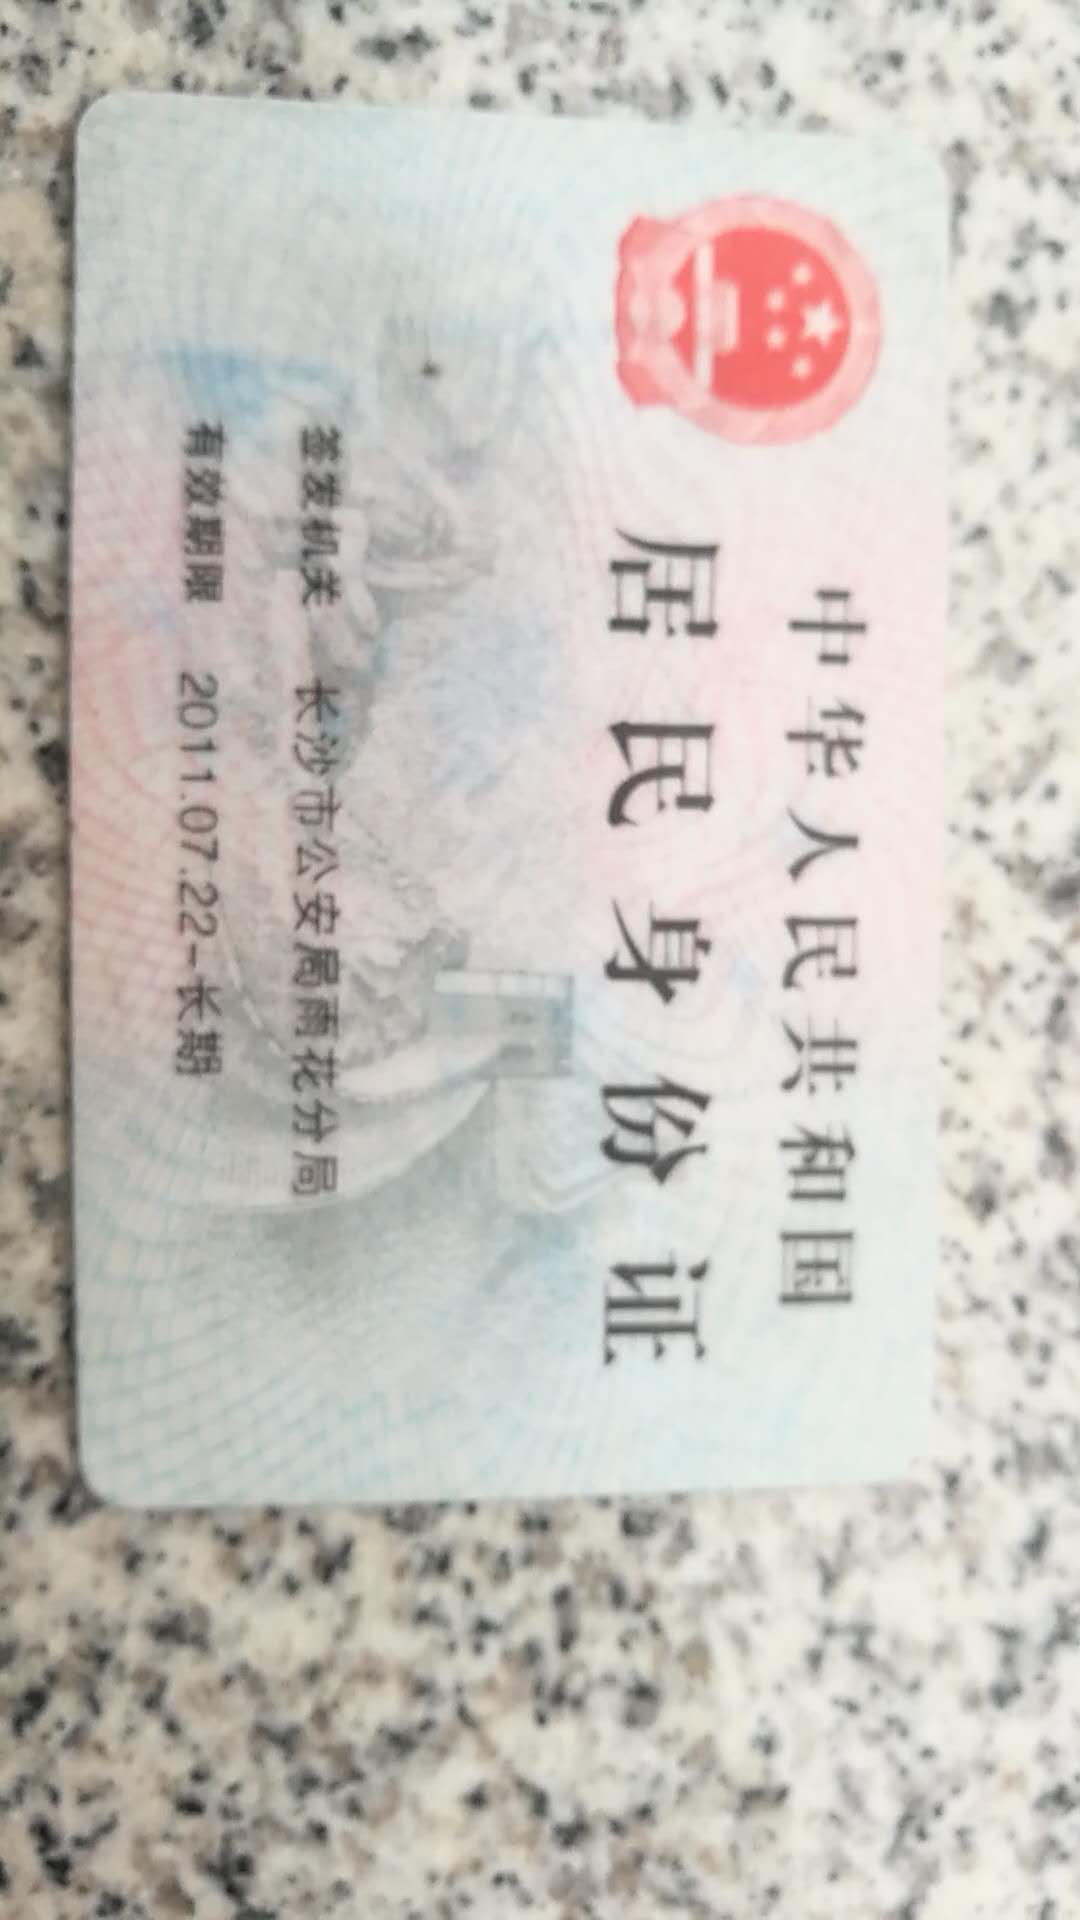 中华人民共和国
居民身份证
签发机关 长沙市公安局雨花分局
有效期限 2011.07.22-长期